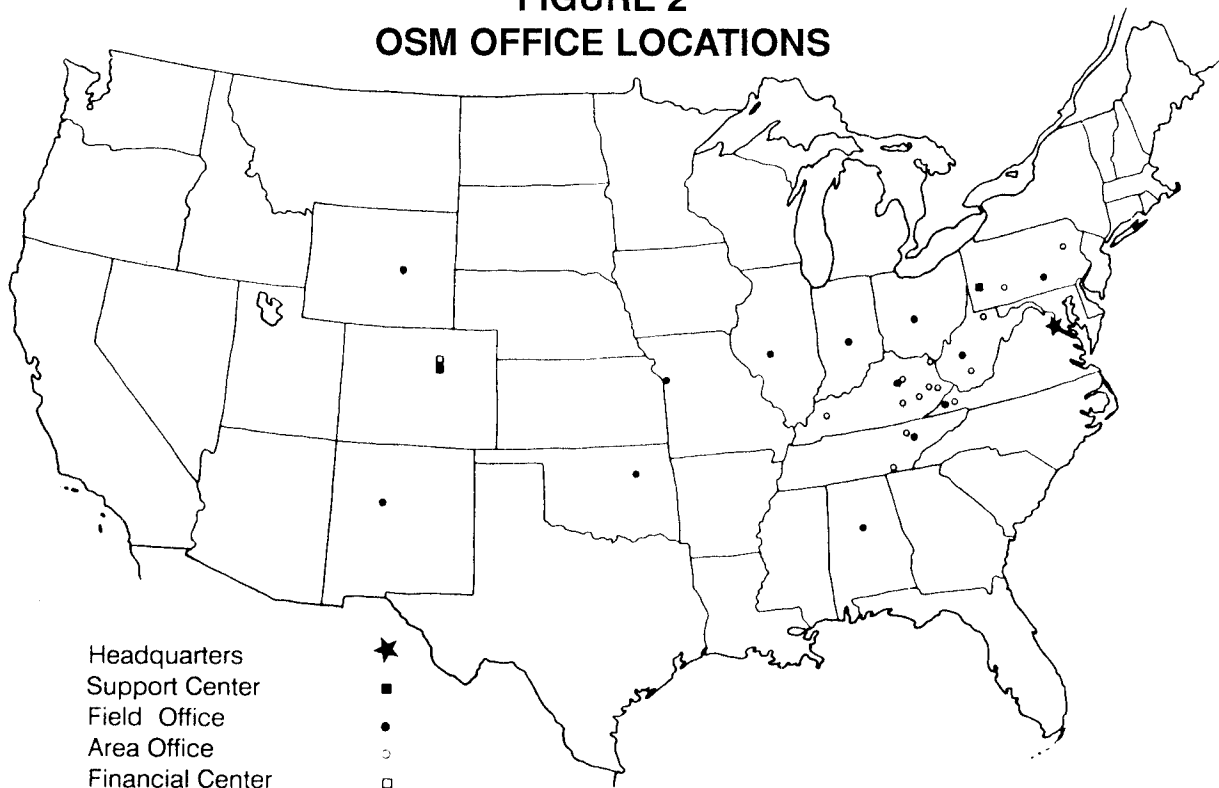 FIGURE 2
OSM OFFICE LOCATIONS
Headquarters
Support Center
Field Office
Area Office
Financial Center